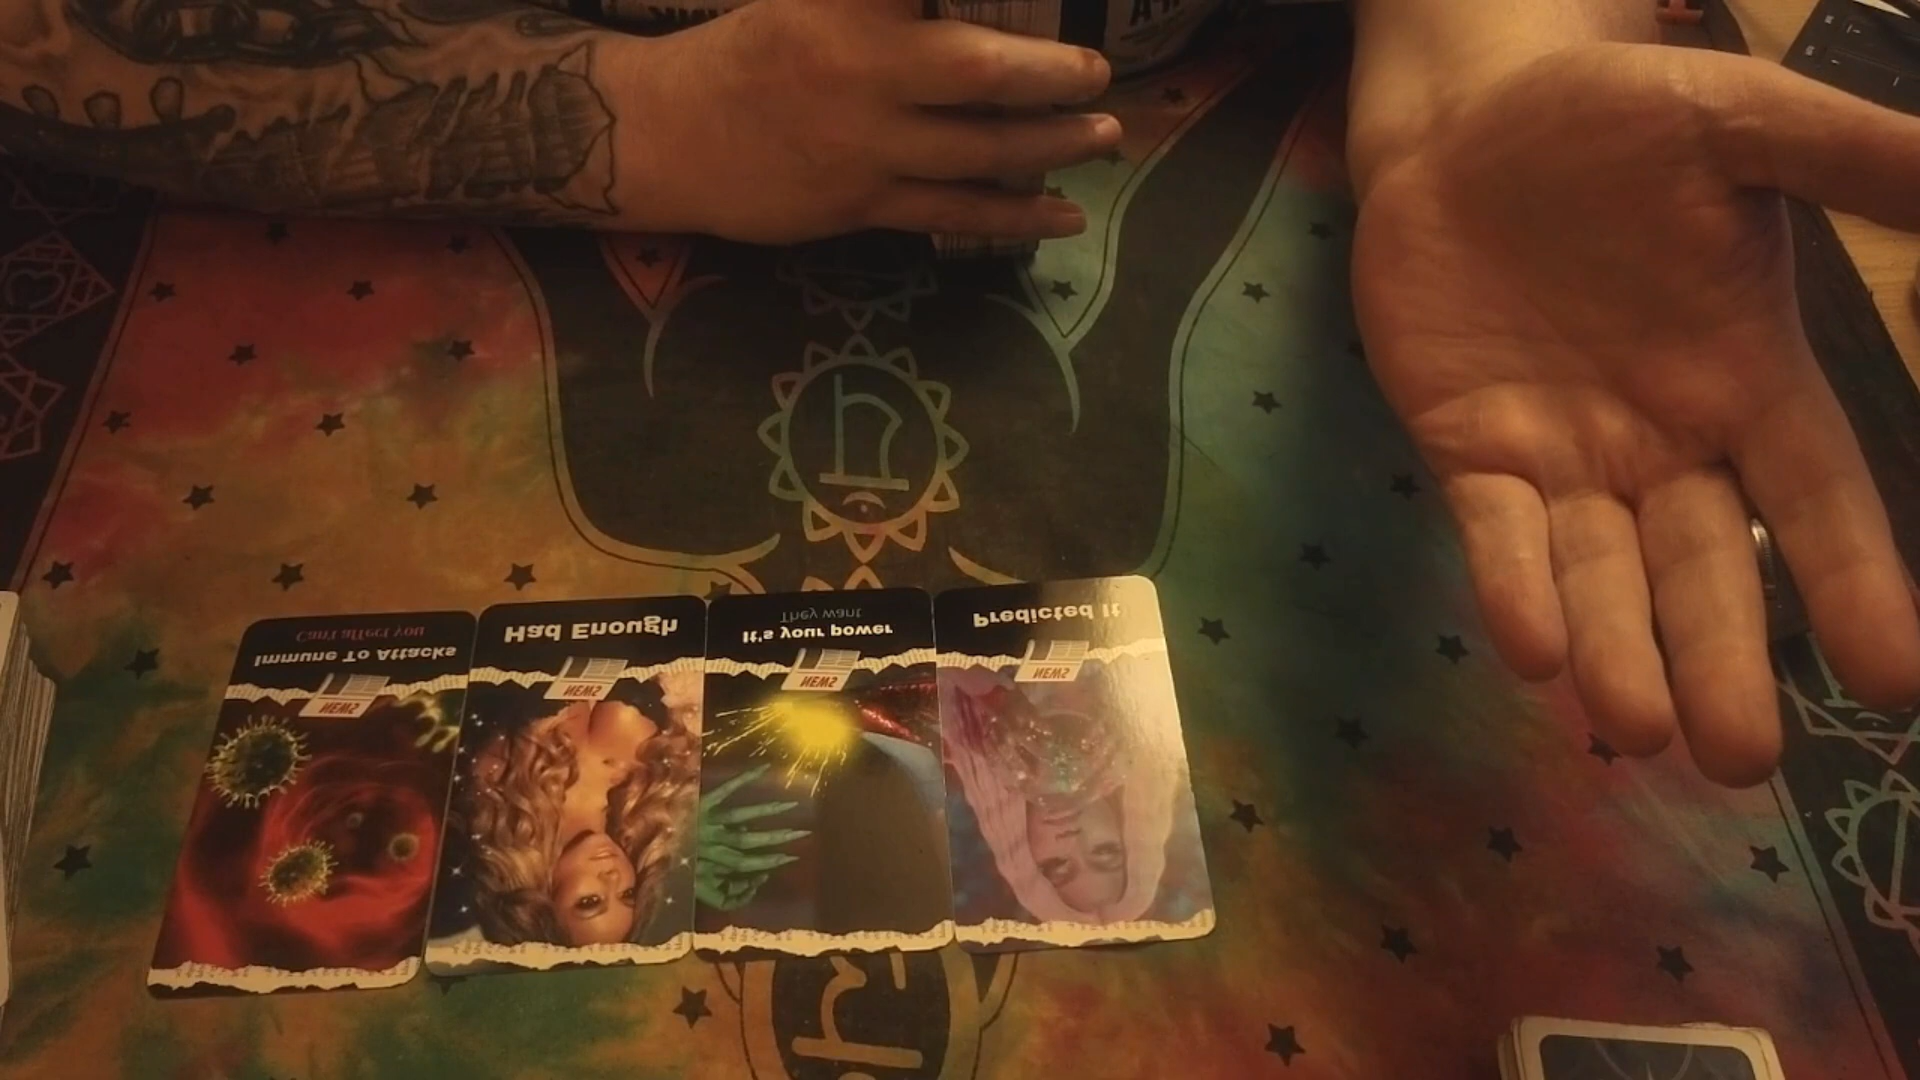 Can't affect you
Immune To Attacks
NEWS
Had Enough
NEWS
They want
It's your power
NEWS
Predicted It
NEWS